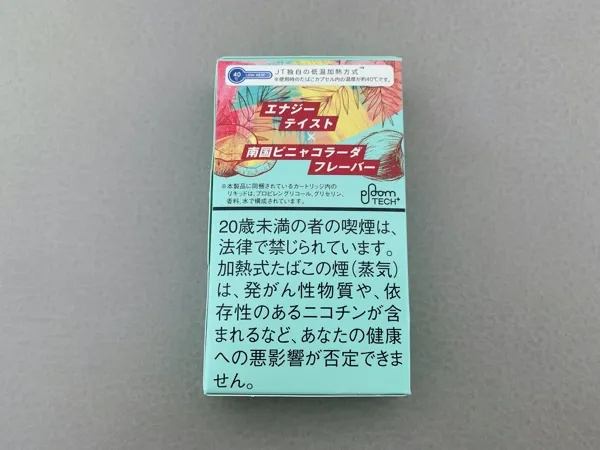 40
JT独自の低温加熱方式
※使用時のたばこカプセル内の温度が約40℃です。
エナジー
テイスト
×
南国ピニャコラーダ
フレーバー
※本製品に同梱されているカートリッジ内の
リキッドは、プロピレングリコール、グリセリン、
香料、水で構成されています。
Ploom
TECH+
20歳未満の者の喫煙は、
法律で禁じられています。
加熱式たばこの煙(蒸気)
は、発がん性物質や、依
存性のあるニコチンが含
まれるなど、あなたの健康
への悪影響が否定できま
せん。